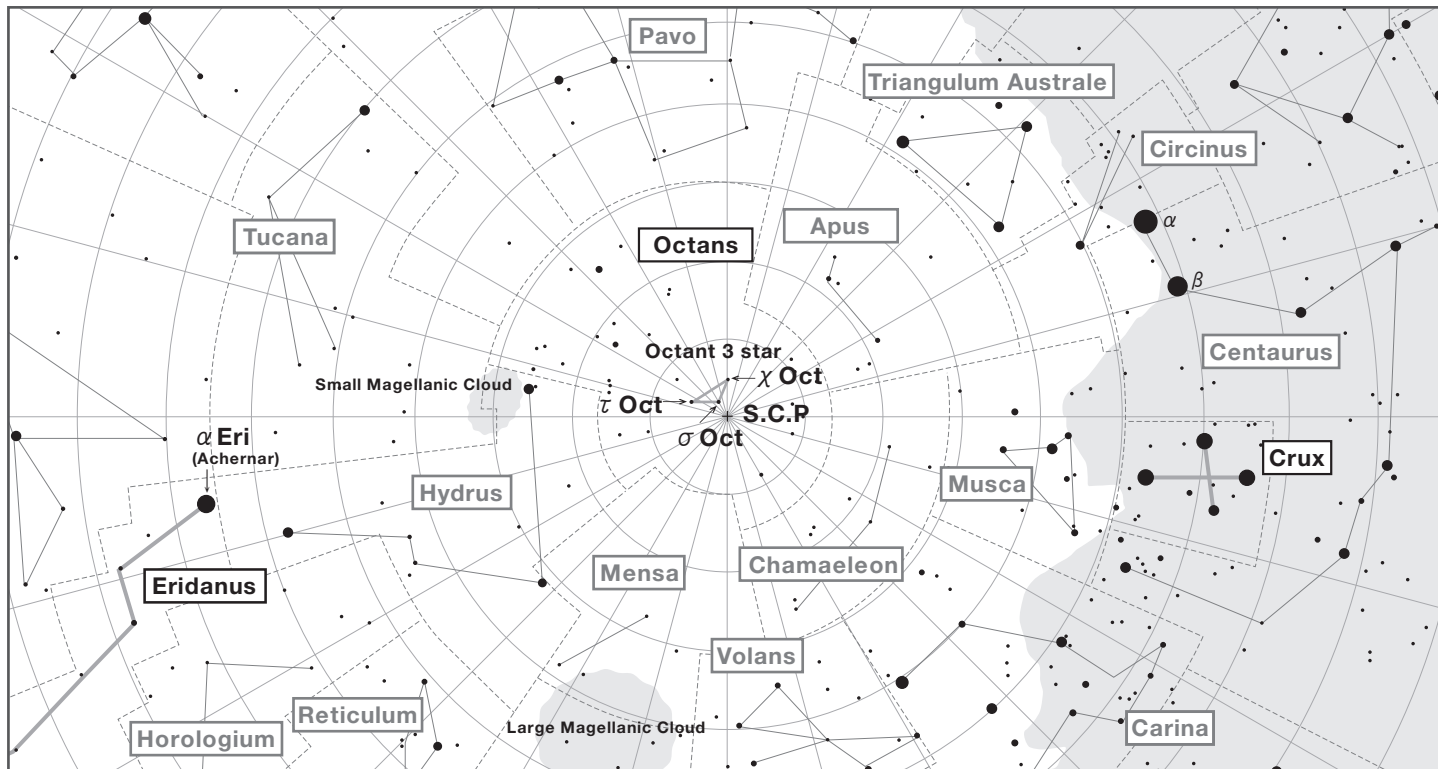 Pavo
Triangulum Australe
Circinus
Tucana
Octans
Apus
α
β
Octant 3 star
Centaurus
Small Magellanic Cloud
χ Oct
τ Oct
S.C.P
σ Oct
α Eri
(Achernar)
Crux
Hydrus
Musca
Mensa
Chamaeleon
Eridanus
Volans
Reticulum
Large Magellanic Cloud
Carina
Horologium